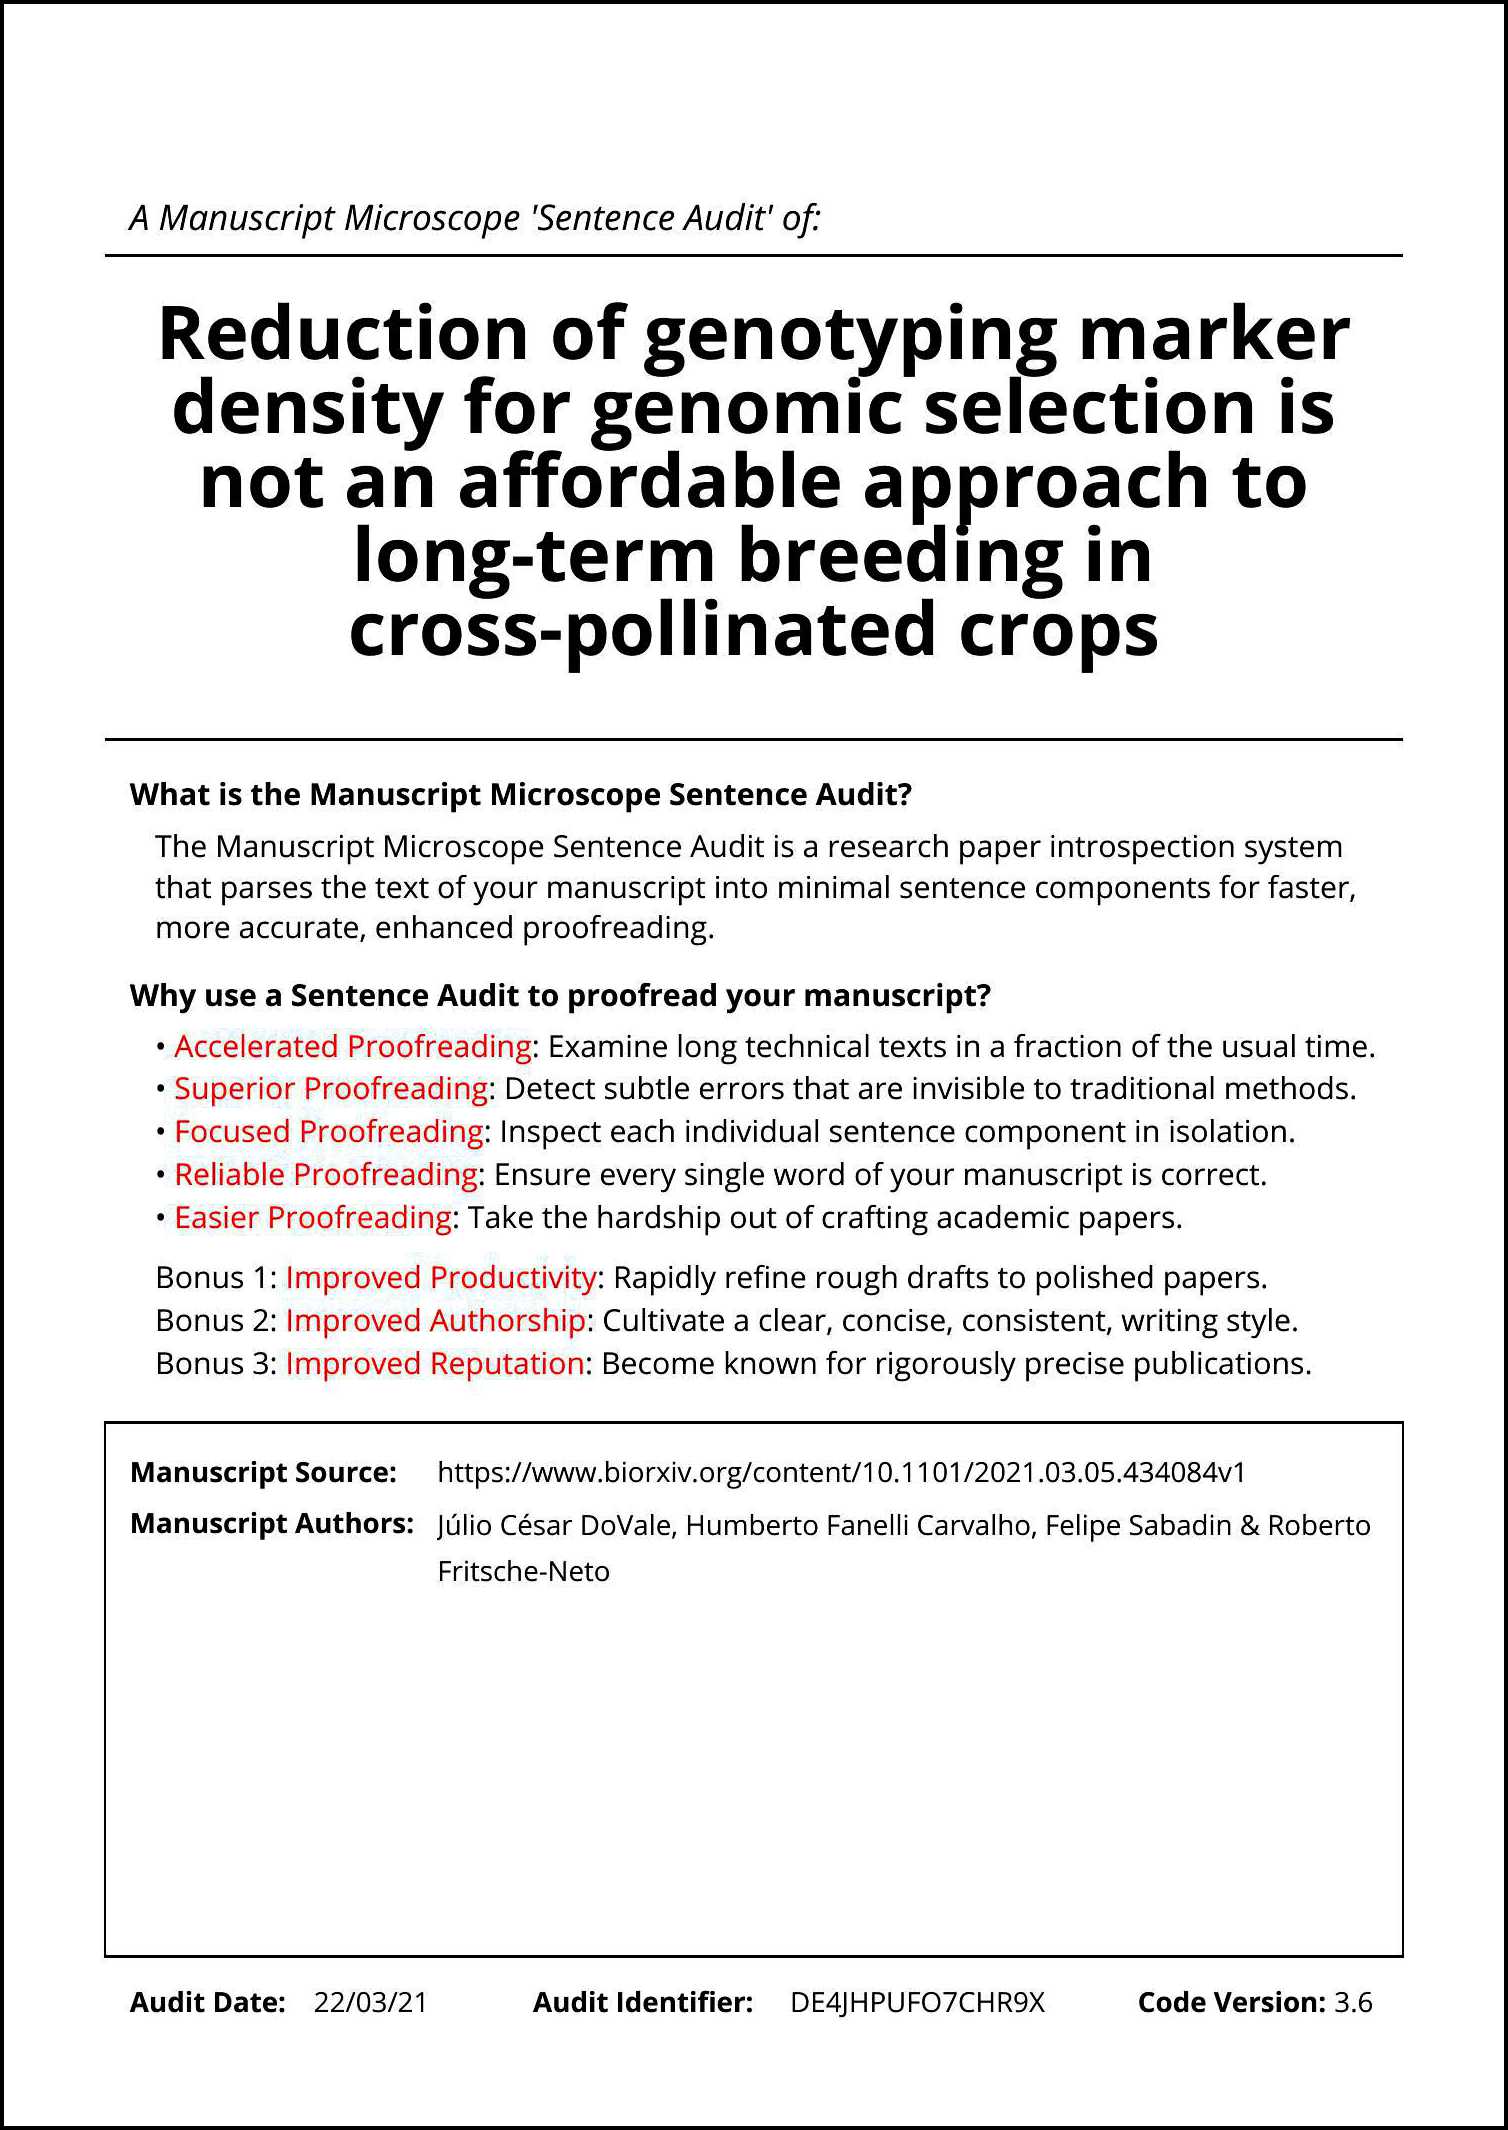 A Manuscript Microscope 'Sentence Audit' of:
Reduction of genotyping marker
density for genomic selection is
not an affordable approach to
long-term breeding in
cross-pollinated crops
What is the Manuscript Microscope Sentence Audit?
The Manuscript Microscope Sentence Audit is a research paper introspection system
that parses the text of your manuscript into minimal sentence components for faster,
more accurate, enhanced proofreading.
Why use a Sentence Audit to proofread your manuscript?
• Accelerated Proofreading: Examine long technical texts in a fraction of the usual time.
• Superior Proofreading: Detect subtle errors that are invisible to traditional methods.
• Focused Proofreading: Inspect each individual sentence component in isolation.
• Reliable Proofreading: Ensure every single word of your manuscript is correct.
• Easier Proofreading: Take the hardship out of crafting academic papers.
Bonus 1: Improved Productivity: Rapidly refine rough drafts to polished papers.
Bonus 2: Improved Authorship: Cultivate a clear, concise, consistent, writing style.
Bonus 3: Improved Reputation: Become known for rigorously precise publications.
Manuscript Source: https://www.biorxiv.org/content/10.1101/2021.03.05.434084v1
Manuscript Authors: Júlio César DoVale, Humberto Fanelli Carvalho, Felipe Sabadin & Roberto
Fritsche-Neto
Audit Date: 22/03/21 Audit Identifier: DE4JHPUFO7CHR9X Code Version: 3.6